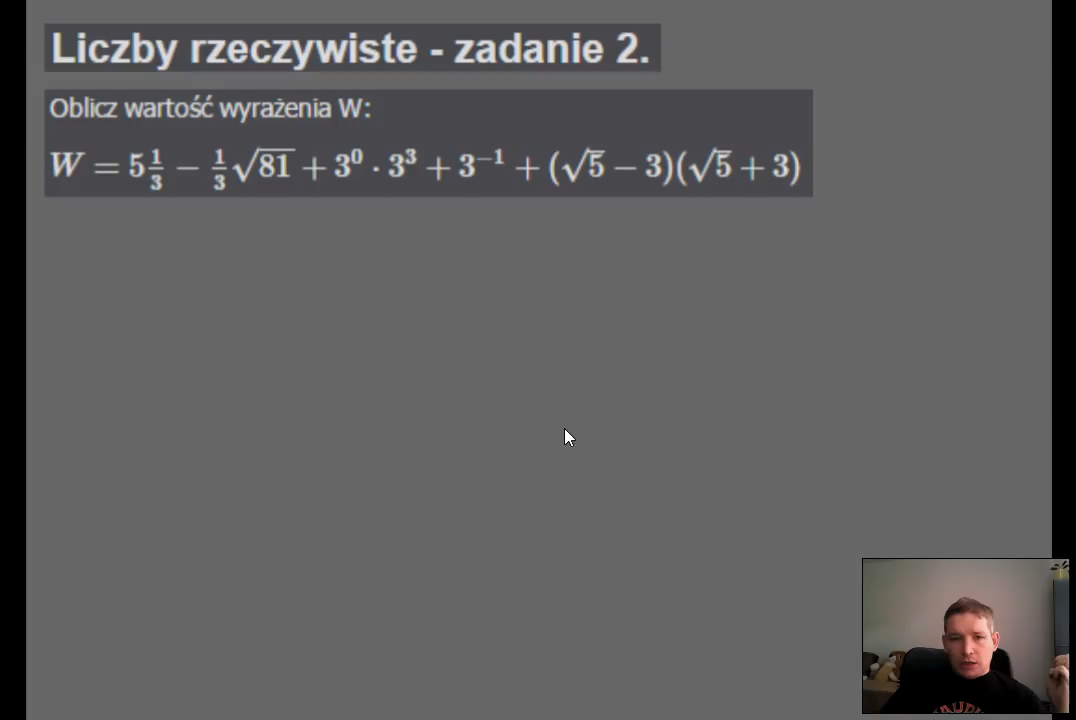 Liczby rzeczywiste - zadanie 2.
Oblicz wartość wyrażenia W:
W = 5 1/3 − 1/3 √81 + 3⁰ · 3³ + 3⁻¹ + (√5 − 3)(√5 + 3)